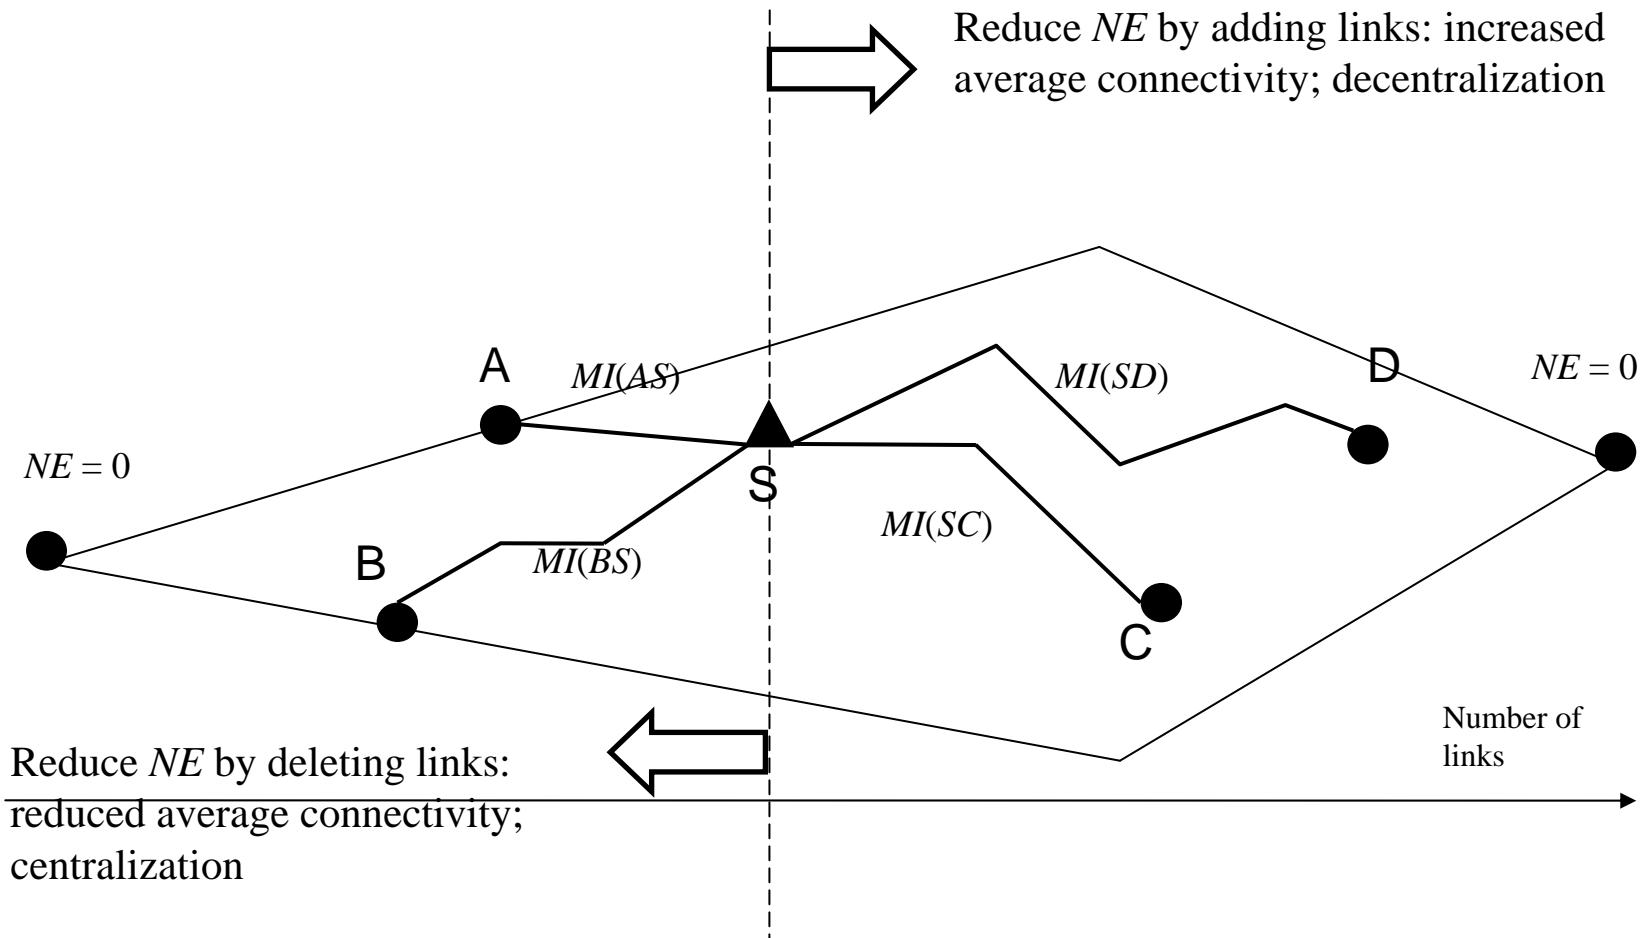 Reduce NE by adding links: increased
average connectivity; decentralization
A
MI(AS)
MI(SD)
D
NE = 0
NE = 0
S
MI(SC)
B
MI(BS)
C
Number of
links
Reduce NE by deleting links:
reduced average connectivity;
centralization